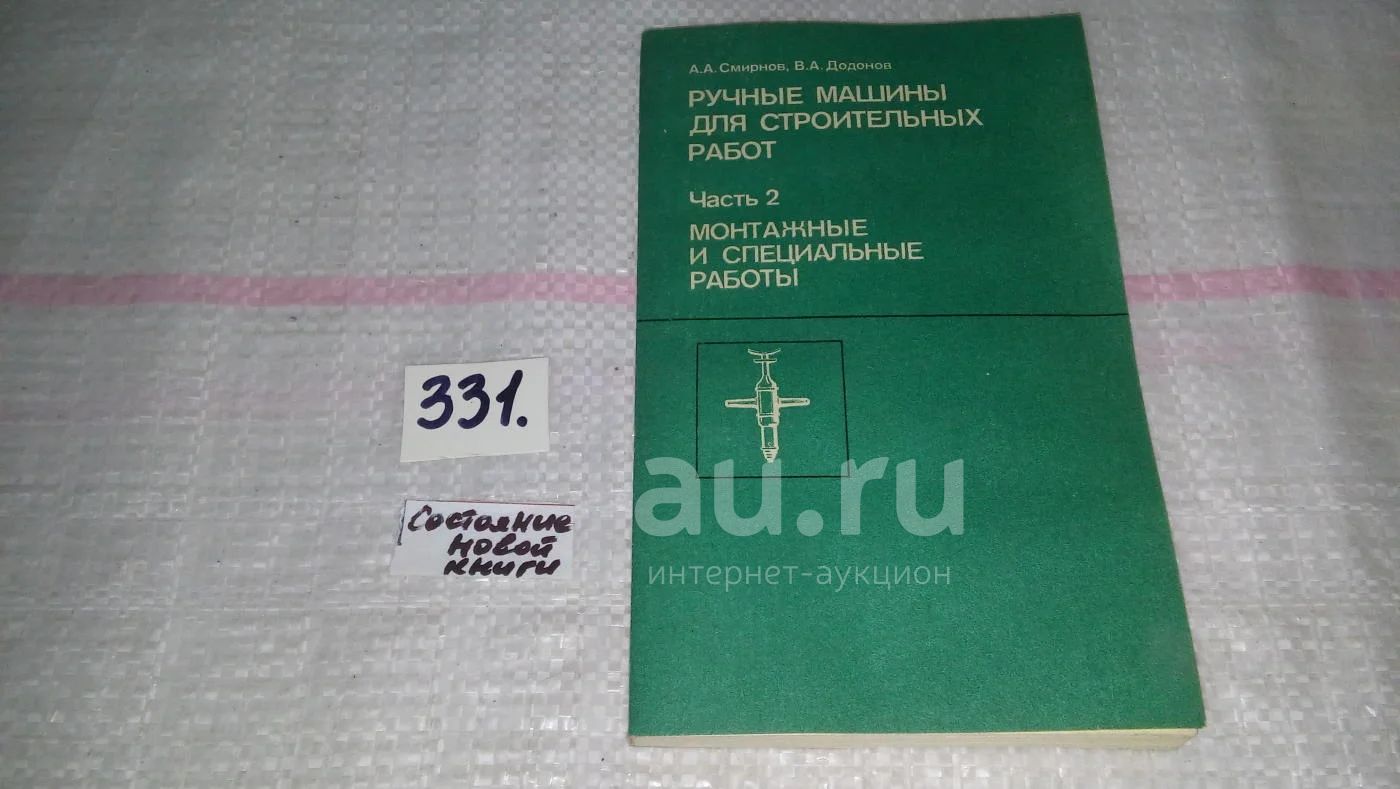 А.А. Смирнов, В.А. Додонов
РУЧНЫЕ МАШИНЫ
ДЛЯ СТРОИТЕЛЬНЫХ
РАБОТ
Часть 2
МОНТАЖНЫЕ
И СПЕЦИАЛЬНЫЕ
РАБОТЫ
331.
Состояние
новой
книги
au.ru
интернет-аукцион